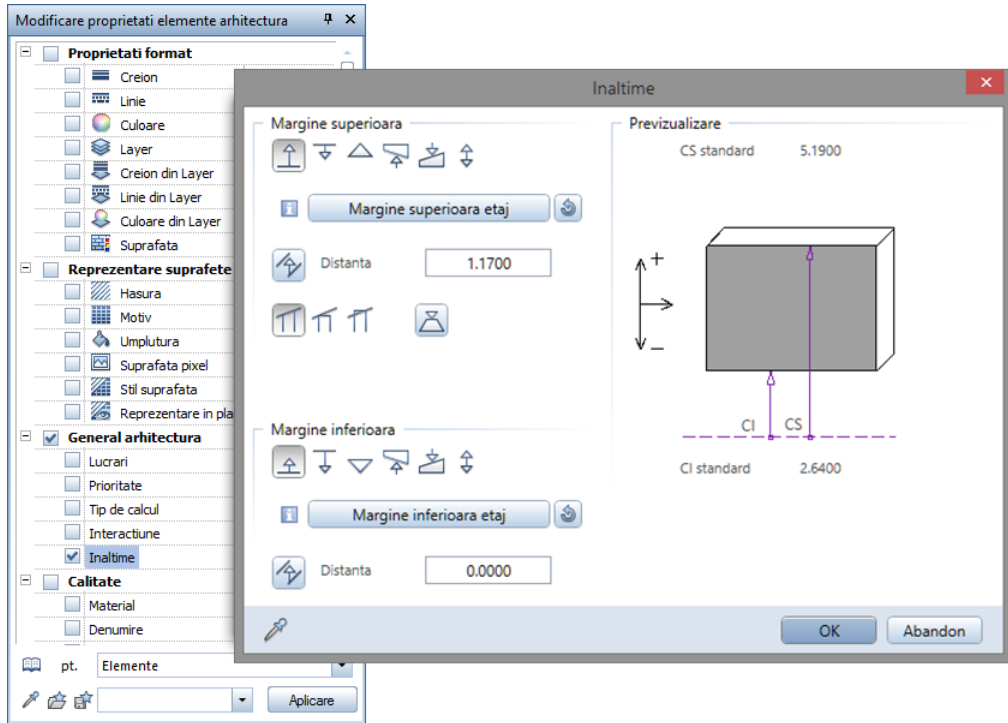 Modificare proprietati elemente arhitectura
Proprietati format
Creion
Linie
Culoare
Layer
Creion din Layer
Linie din Layer
Culoare din Layer
Suprafata
Reprezentare suprafete
Hasura
Motiv
Umplutura
Suprafata pixel
Stil suprafata
Reprezentare in pla
General arhitectura
Lucrari
Prioritate
Tip de calcul
Interactiune
Inaltime
Calitate
Material
Denumire
pt. Elemente
Aplicare
Inaltime
Margine superioara
Margine superioara etaj
Distanta 1.1700
Margine inferioara
Margine inferioara etaj
Distanta 0.0000
Previzualizare
CS standard 5.1900
+
–
CI CS
CI standard 2.6400
OK Abandon